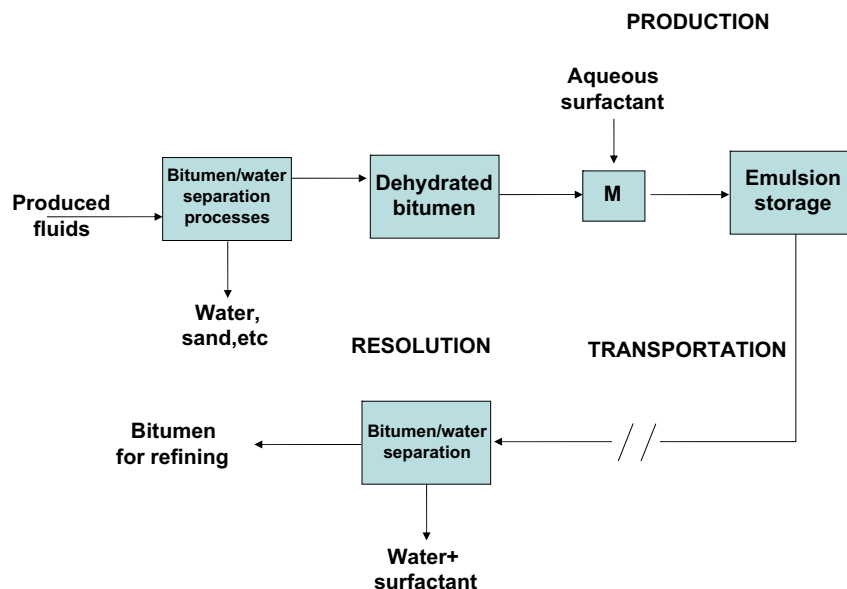 PRODUCTION
Aqueous
surfactant
Produced
fluids
Bitumen/water
separation
processes
Dehydrated
bitumen
M
Emulsion
storage
Water,
sand,etc
RESOLUTION
TRANSPORTATION
Bitumen
for refining
Bitumen/water
separation
Water+
surfactant